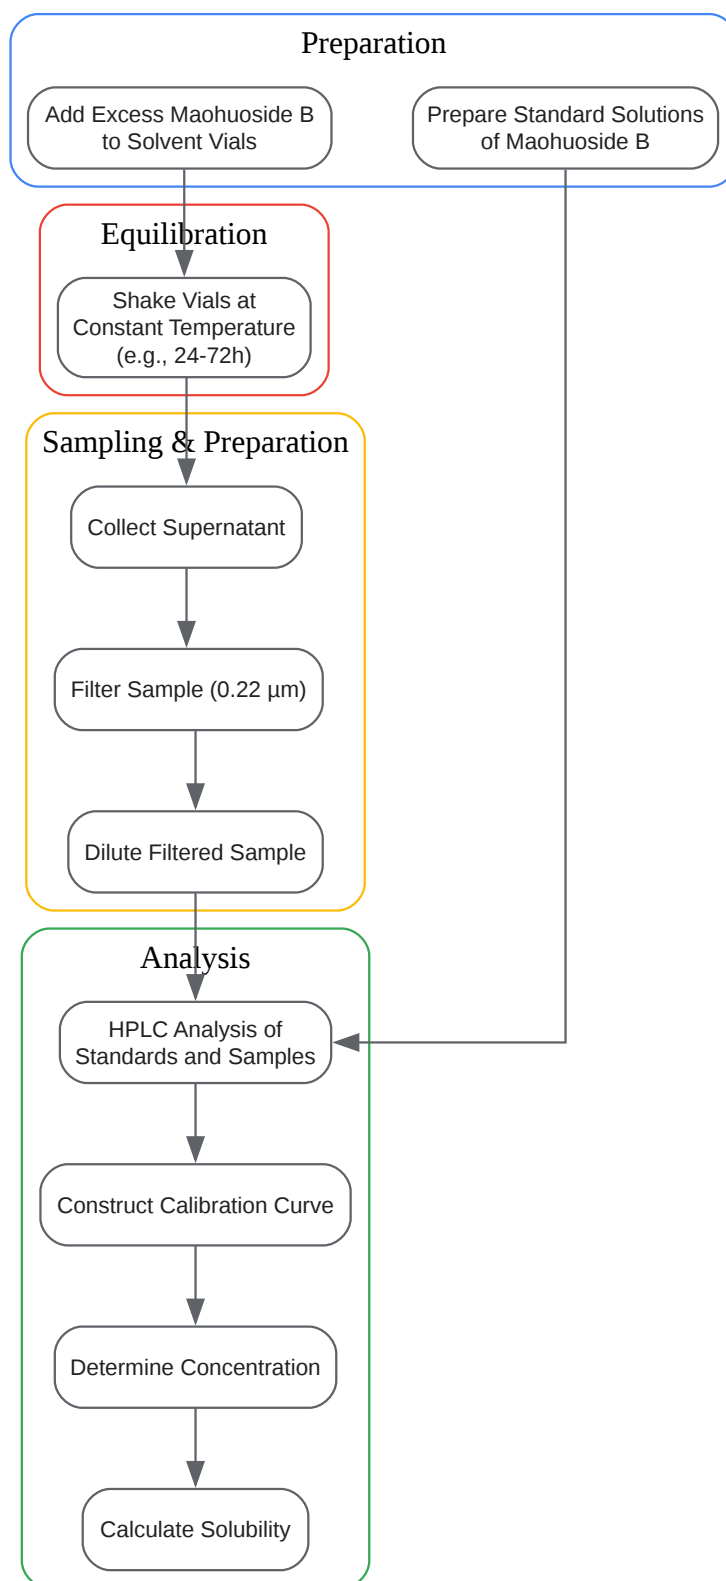 Preparation
Add Excess Maohuoside B
to Solvent Vials
Prepare Standard Solutions
of Maohuoside B
Equilibration
Shake Vials at
Constant Temperature
(e.g., 24-72h)
Sampling & Preparation
Collect Supernatant
Filter Sample (0.22 µm)
Dilute Filtered Sample
Analysis
HPLC Analysis of
Standards and Samples
Construct Calibration Curve
Determine Concentration
Calculate Solubility